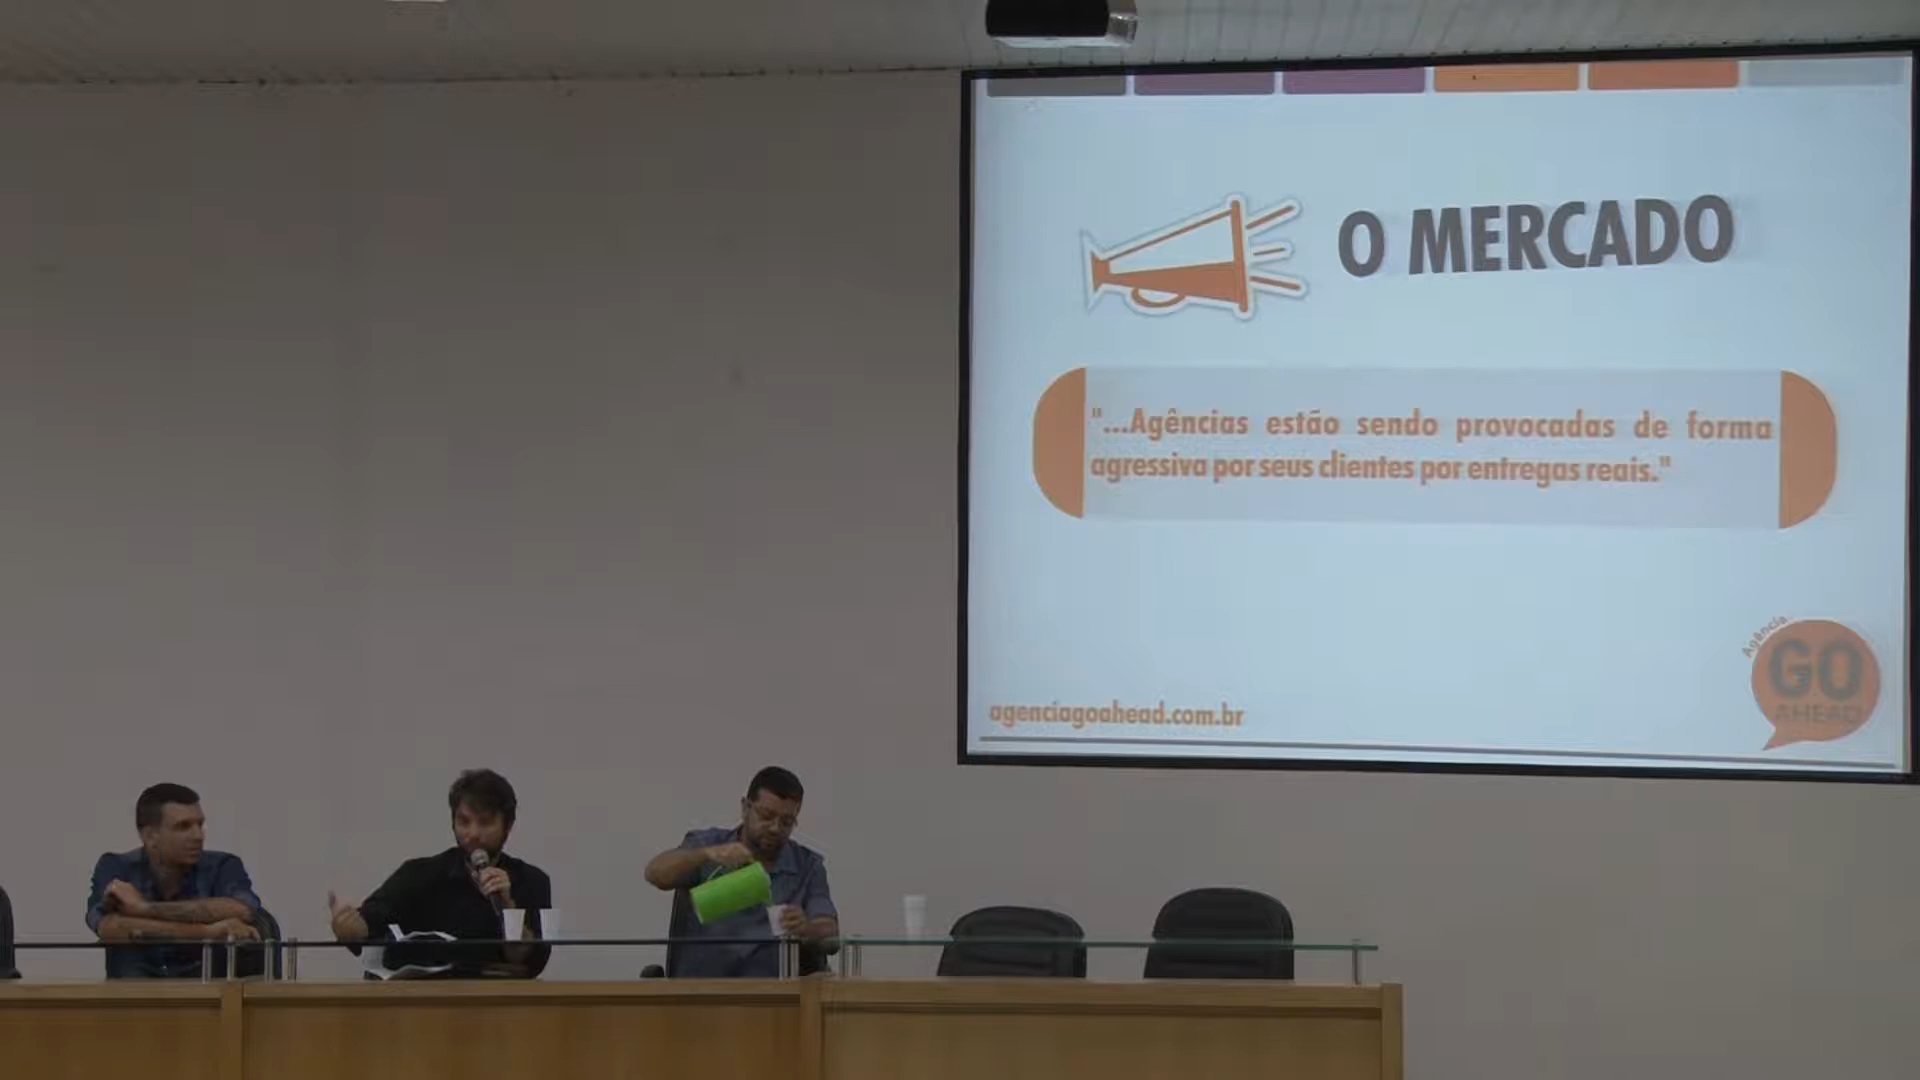 O MERCADO
"...Agências estão sendo provocadas de forma
agressiva por seus clientes por entregas reais."
agenciagoahead.com.br
Agência
GO
AHEAD